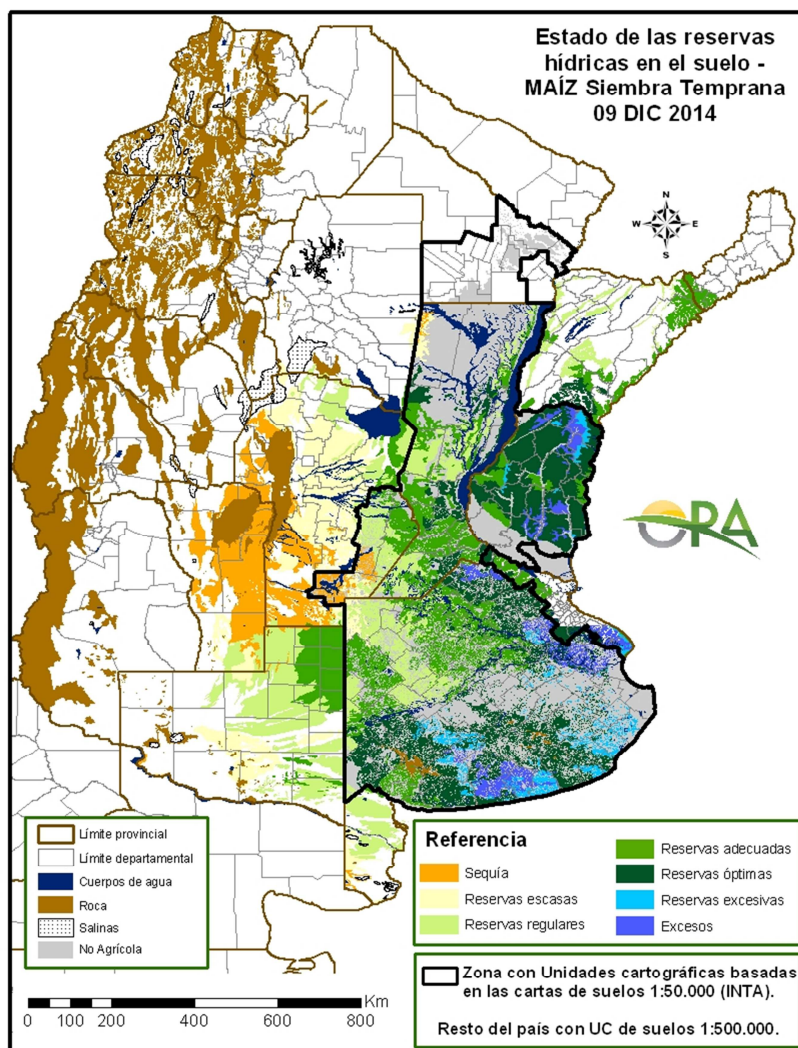 Estado de las reservas
hídricas en el suelo -
MAÍZ Siembra Temprana
09 DIC 2014
N
W E
S
OPA
Límite provincial
Límite departamental
Cuerpos de agua
Roca
Salinas
No Agrícola
Referencia
Sequía
Reservas escasas
Reservas regulares
Reservas adecuadas
Reservas óptimas
Reservas excesivas
Excesos
Zona con Unidades cartográficas basadas
en las cartas de suelos 1:50.000 (INTA).
Resto del país con UC de suelos 1:500.000.
Km
0 100 200 400 600 800